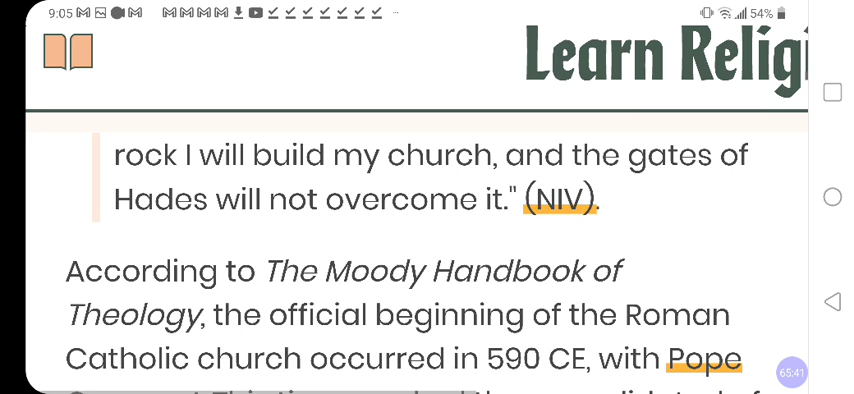 9:05
54%
Learn Relig
rock I will build my church, and the gates of
Hades will not overcome it." (NIV).
According to The Moody Handbook of
Theology, the official beginning of the Roman
Catholic church occurred in 590 CE, with Pope
65:41